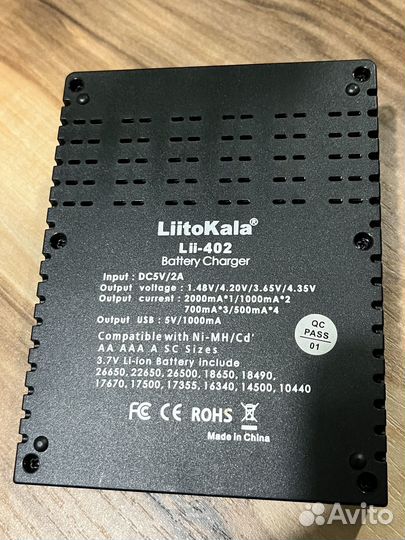 LiitoKala®
Lii-402
Battery Charger
Input : DC5V/2A
Output voltage : 1.48V/4.20V/3.65V/4.35V
Output current : 2000mA*1/1000mA*2
700mA*3/500mA*4
Output USB : 5V/1000mA
QC
PASS
01
Compatible with Ni-MH/Cd'
AA AAA A SC Sizes
3.7V Li-Ion Battery include
26650, 22650, 26500, 18650, 18490,
17670, 17500, 17355, 16340, 14500, 10440
FC CE ROHS
Made in China
Avito